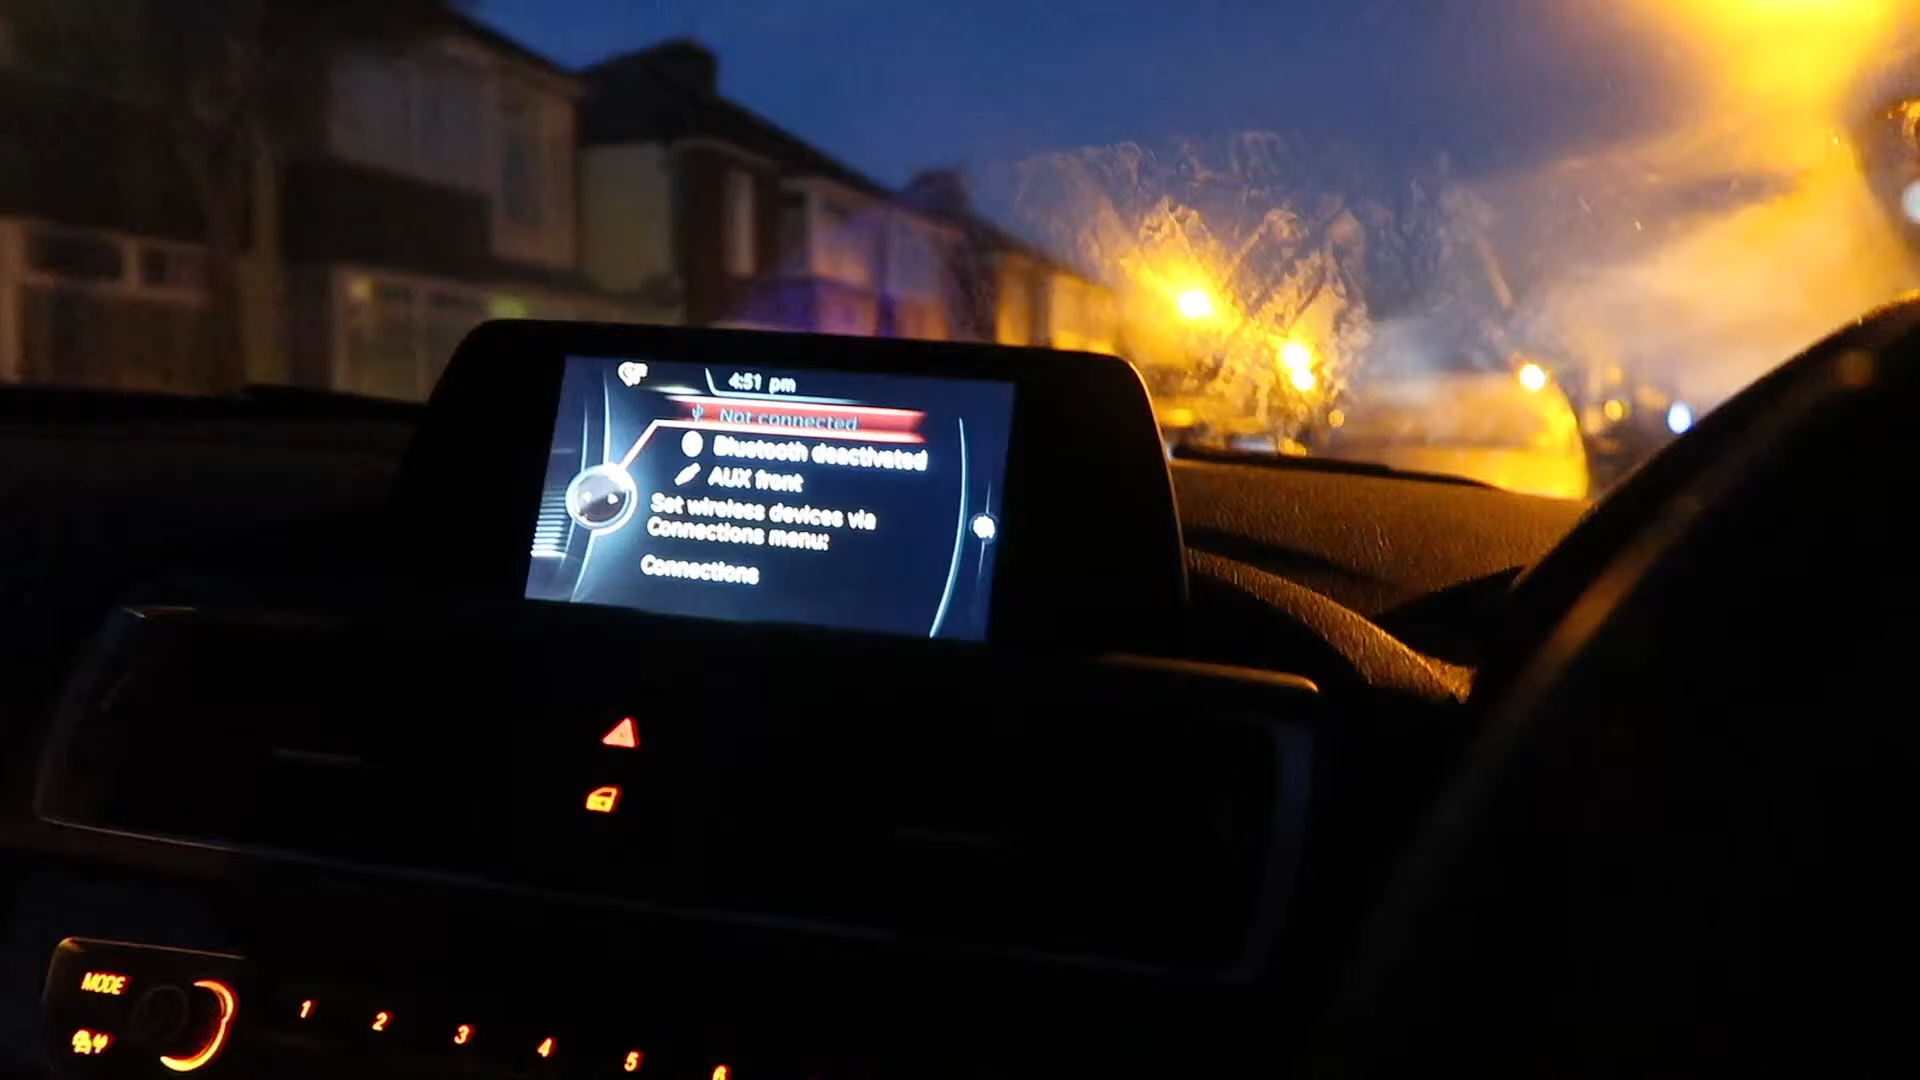 4:51 pm
Not connected
Bluetooth deactivated
AUX front
Set wireless devices via
Connections menu:
Connections
MODE
1 2 3 4 5 6